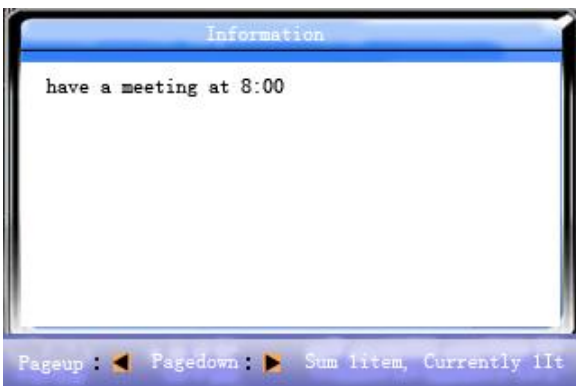 Information
have a meeting at 8:00
Pageup : Pagedown : Sum 1item, Currently 1It